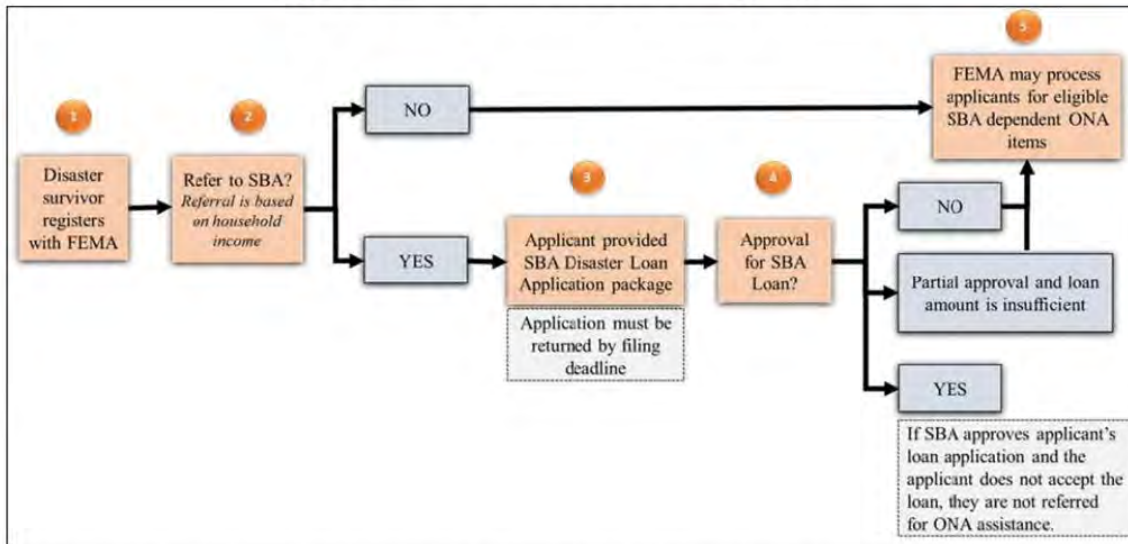 1
Disaster
survivor
registers
with FEMA
2
Refer to SBA?
Referral is based
on household
income
NO
YES
3
Applicant provided
SBA Disaster Loan
Application package
Application must be
returned by filing
deadline
4
Approval
for SBA
Loan?
NO
Partial approval and loan
amount is insufficient
YES
If SBA approves applicant's
loan application and the
applicant does not accept the
loan, they are not referred
for ONA assistance.
5
FEMA may process
applicants for eligible
SBA dependent ONA
items